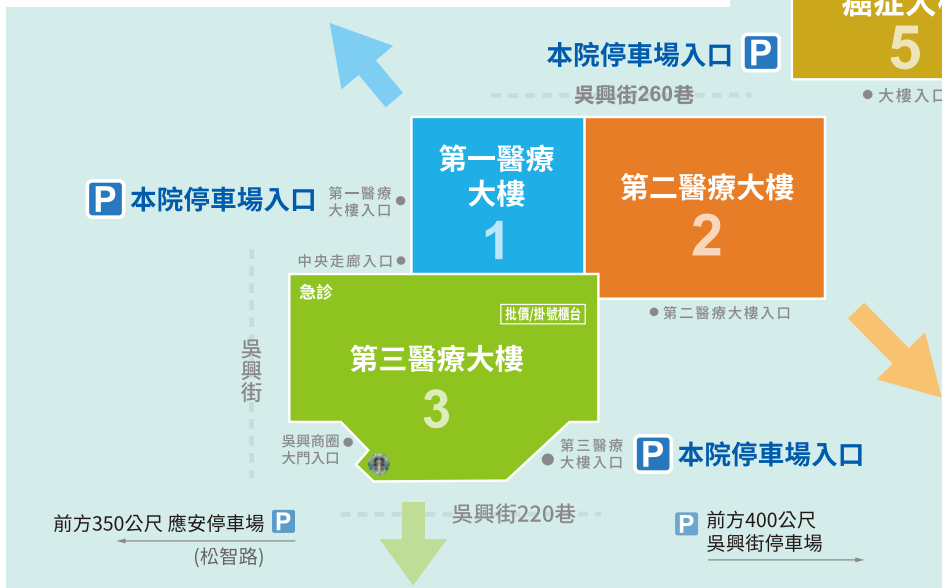 癌症大
5
本院停車場入口 P
大樓入口
吳興街260巷
第一醫療
大樓
1
第二醫療大樓
2
P 本院停車場入口
第一醫療
大樓入口
中央走廊入口
急診
批價/掛號櫃台
第二醫療大樓入口
第三醫療大樓
3
吳興街
吳興商圈
大門入口
第三醫療
大樓入口
P 本院停車場入口
吳興街220巷
前方350公尺 應安停車場 P
(松智路)
P 前方400公尺
吳興街停車場